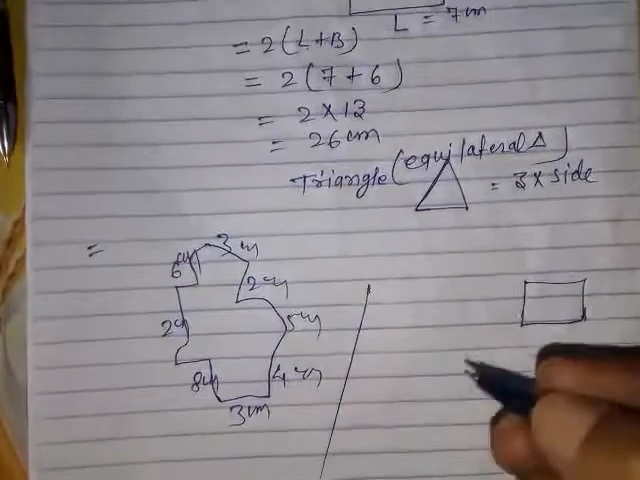 L = 7cm
= 2(L+B)
= 2(7+6)
= 2×13
= 26cm
Triangle (equilateral Δ)
= 3×side
=
3cm
6cm
2cm
2cm
5cm
8cm
4cm
3cm